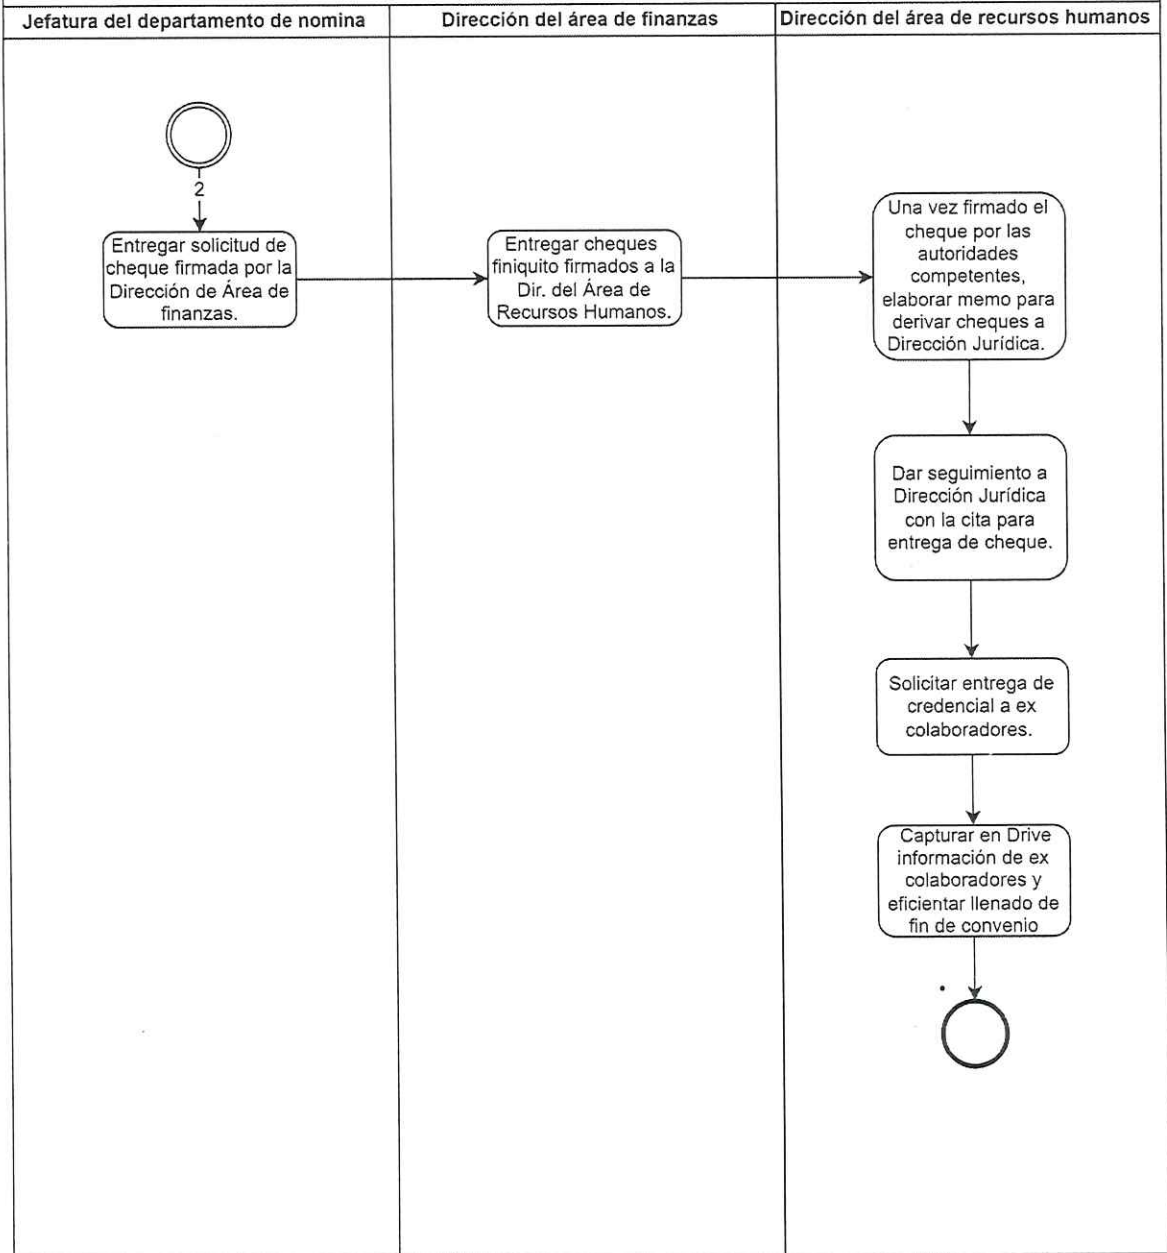 Jefatura del departamento de nomina
Dirección del área de finanzas
Dirección del área de recursos humanos
2
Entregar solicitud de
cheque firmada por la
Dirección de Área de
finanzas.
Entregar cheques
finiquito firmados a la
Dir. del Área de
Recursos Humanos.
Una vez firmado el
cheque por las
autoridades
competentes,
elaborar memo para
derivar cheques a
Dirección Jurídica.
Dar seguimiento a
Dirección Jurídica
con la cita para
entrega de cheque.
Solicitar entrega de
credencial a ex
colaboradores.
Capturar en Drive
información de ex
colaboradores y
eficientar llenado de
fin de convenio